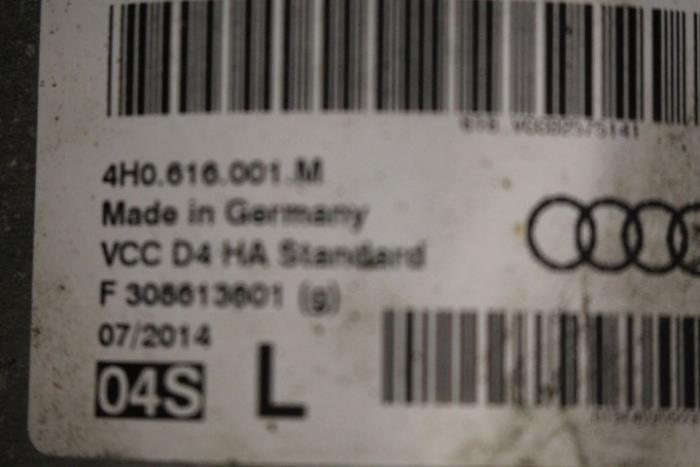 4H0.616.001.M
Made in Germany
VCC D4 HA Standard
F 308613601 (g)
07/2014
04S L